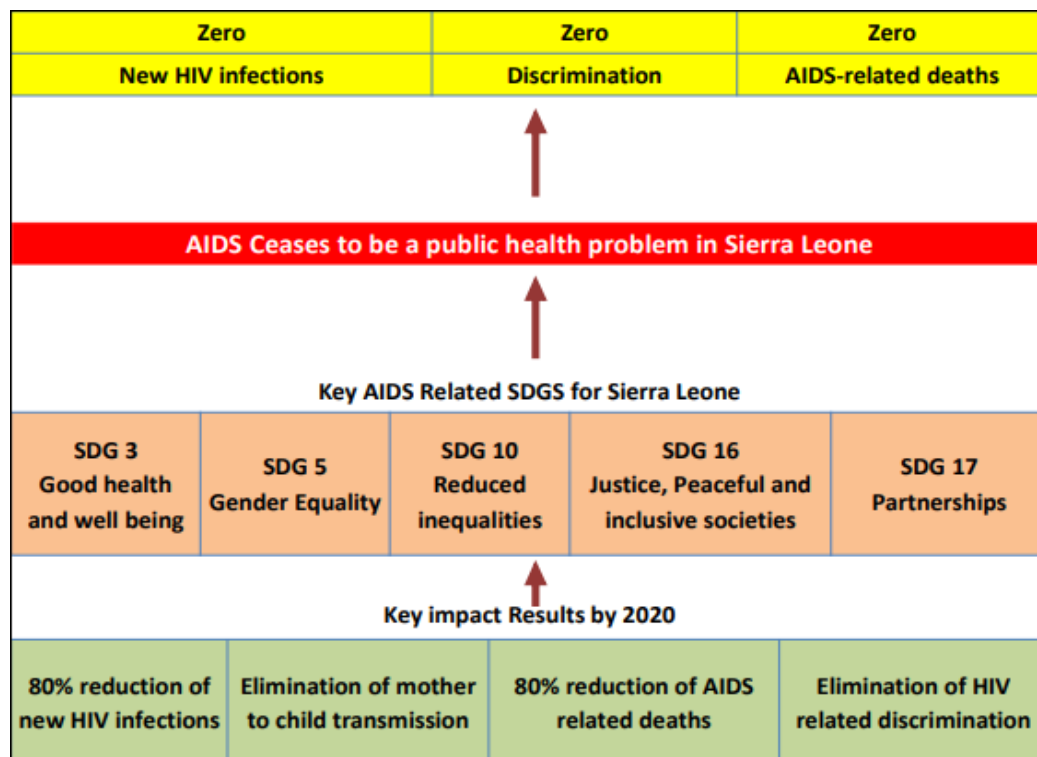 Zero
Zero
Zero
New HIV infections
Discrimination
AIDS-related deaths
AIDS Ceases to be a public health problem in Sierra Leone
Key AIDS Related SDGS for Sierra Leone
SDG 3
Good health
and well being
SDG 5
Gender Equality
SDG 10
Reduced
inequalities
SDG 16
Justice, Peaceful and
inclusive societies
SDG 17
Partnerships
Key impact Results by 2020
80% reduction of
new HIV infections
Elimination of mother
to child transmission
80% reduction of AIDS
related deaths
Elimination of HIV
related discrimination